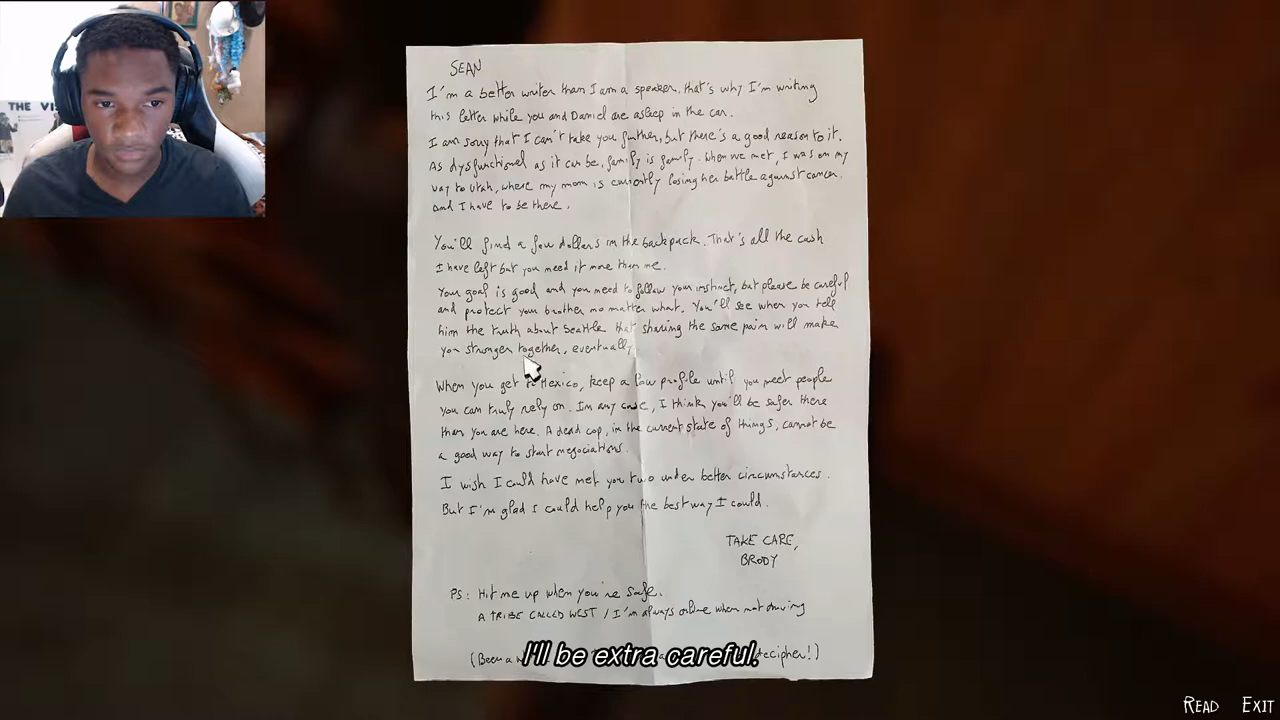 THE VIS
SEAN
I'm a better writer than I am a speaker, that's why I'm writing
this letter while you and Daniel are asleep in the car.
I am sorry that I can't take you further, but there's a good reason to it.
As dysfunctional as it can be, family is family. When we met, I was on my
way to Utah, where my mom is currently losing her battle against cancer.
and I have to be there.
You'll find a few dollars in the backpack. That's all the cash
I have left but you need it more than me.
Your goal is good and you need to follow your instinct, but please be careful
and protect your brother no matter what. You'll see when you tell
him the truth about Seattle that sharing the same pain will make
you stronger together, eventually.
When you get to Mexico, keep a low profile until you meet people
you can truly rely on. In any case, I think you'll be safer there
than you are here. A dead cop, in the current state of things, cannot be
a good way to start negociations.
I wish I could have met you two under better circumstances.
But I'm glad I could help you the best way I could.
TAKE CARE,
BRODY
PS: Hit me up when you're safe.
A TRIBE CALLED WEST / I'm always online when not driving
(Been a decipher!)
I'll be extra careful.
READ EXIT